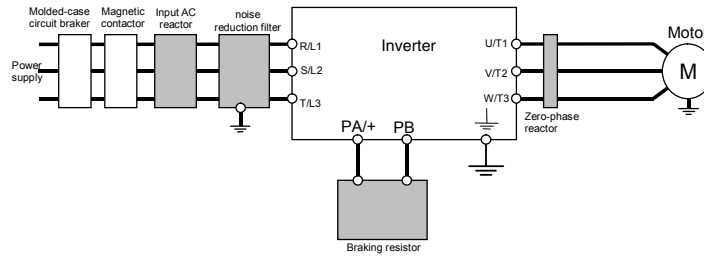 Molded-case
circuit braker
Magnetic
contactor
Input AC
reactor
noise
reduction filter
Power
supply
R/L1
S/L2
T/L3
Inverter
U/T1
V/T2
W/T3
Motor
M
Zero-phase
reactor
PA/+
PB
Braking resistor